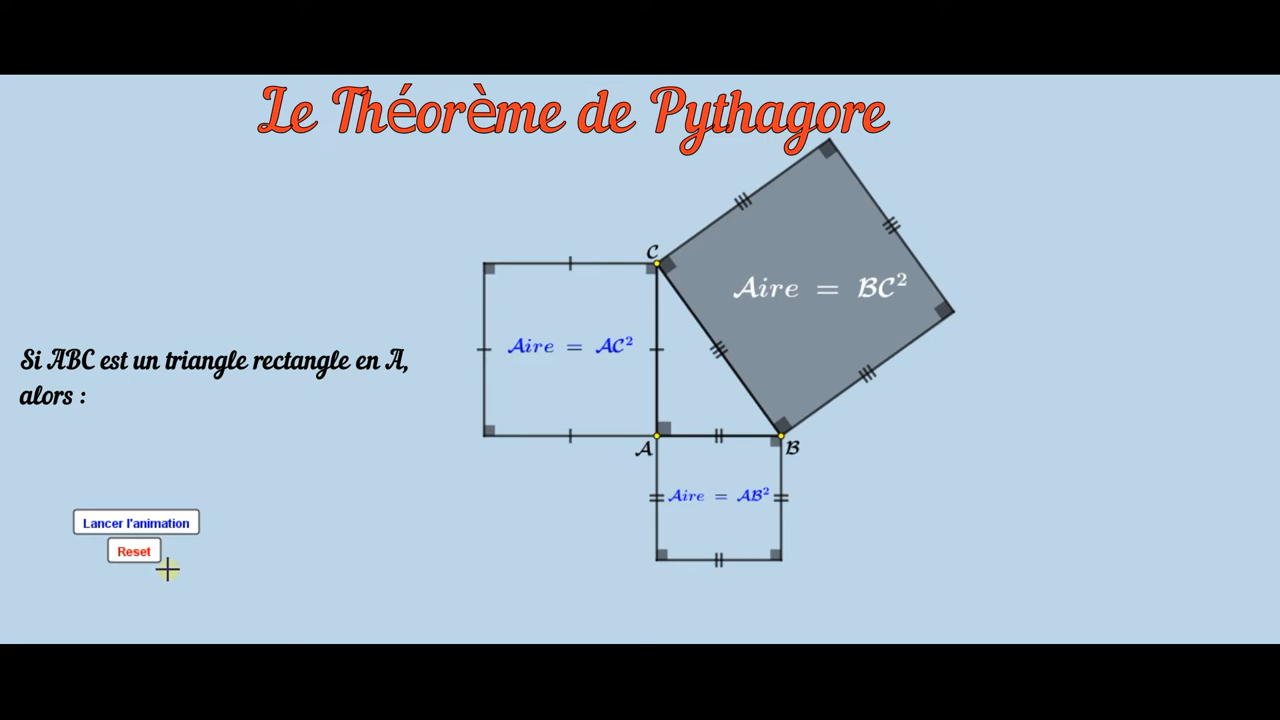 Le Théorème de Pythagore
C
Aire = BC²
Aire = AC²
Si ABC est un triangle rectangle en A,
alors :
A
B
Aire = AB²
Lancer l'animation
Reset